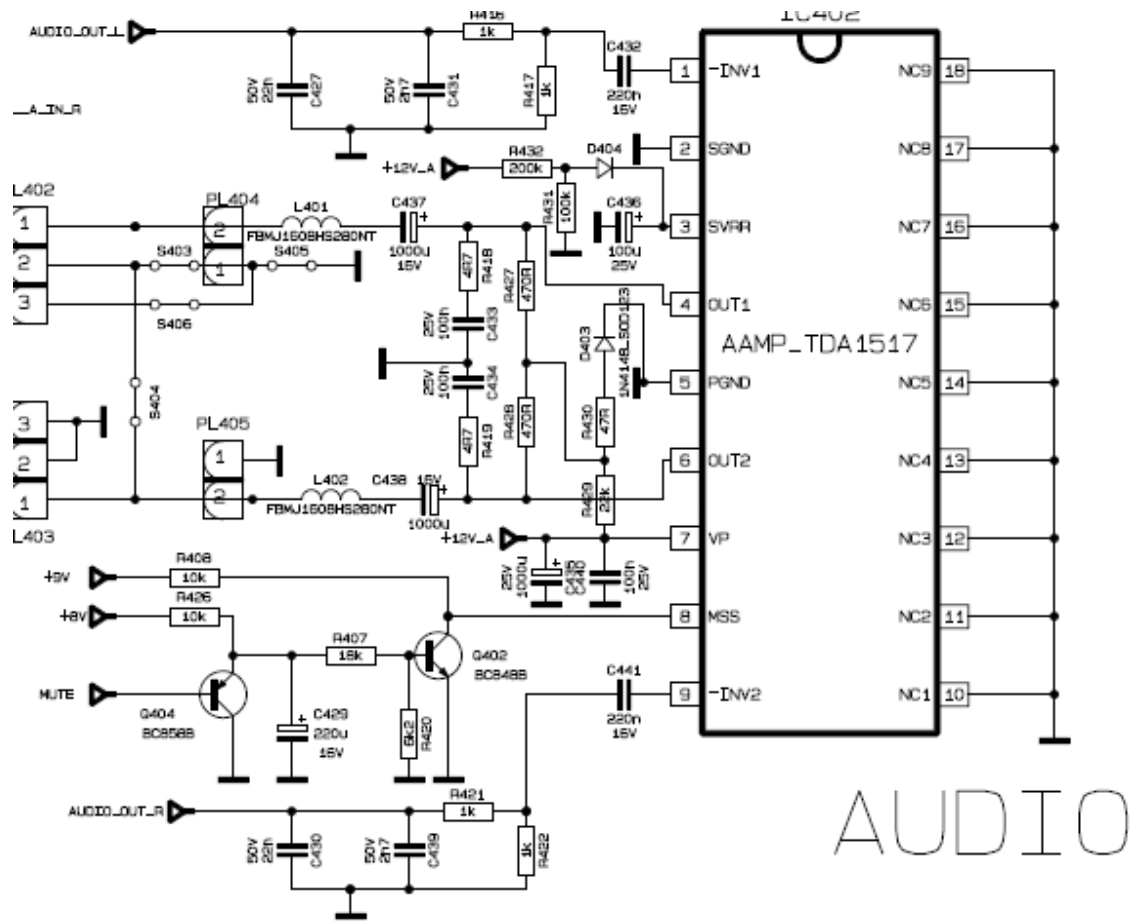 IC402
AUDIO_OUT_L
R416
1k
50V
22n
C427
50V
2n7
C431
R417
1k
C432
220n
16V
_A_IN_R
+12V_A
R432
200k
D404
R431
100k
C436
100u
25V
L402
1
2
3
PL404
2
1
L401
FBMJ1608HS280NT
S403
S405
S406
S404
C437
1000u
16V
4R7
R418
R427
470R
25V
100n
C433
25V
100n
C434
4R7
R419
R428
470R
D403
1N4148_SOD123
R430
47R
R429
22k
3
2
1
L403
PL405
1
2
L402
FBMJ1608HS280NT
C438
16V
1000u
+12V_A
25V
1000u
C435
C440
100n
25V
1
-INV1
2
SGND
3
SVRR
4
OUT1
5
PGND
6
OUT2
7
VP
8
MSS
9
-INV2
AAMP_TDA1517
NC9
18
NC8
17
NC7
16
NC6
15
NC5
14
NC4
13
NC3
12
NC2
11
NC1
10
+9V
R408
10k
+8V
R426
10k
MUTE
Q404
BC858B
R407
18k
C429
220u
16V
6k2
R420
Q402
BC848B
C441
220n
16V
AUDIO_OUT_R
R421
1k
50V
22n
C430
50V
2n7
C439
1k
R422
AUDIO